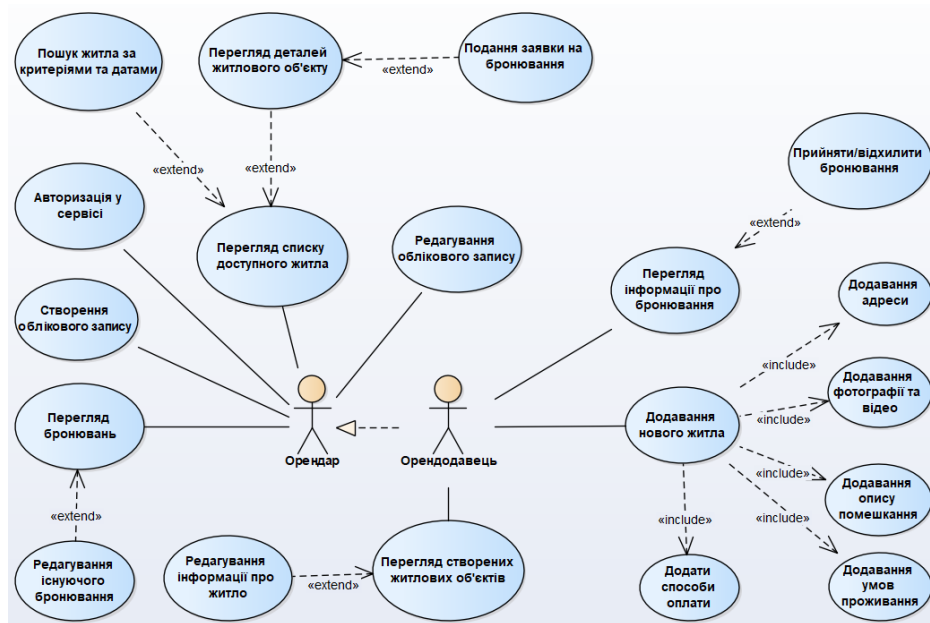 Пошук житла за
критеріями та датами
Перегляд деталей
житлового об'єкту
«extend»
Подання заявки на
бронювання
«extend»
«extend»
Прийняти/відхилити
бронювання
Авторизація у
сервісі
Перегляд списку
доступного житла
Редагування
облікового запису
«extend»
Перегляд
інформації про
бронювання
Додавання
адреси
Створення
облікового запису
«include»
Додавання
фотографії та
відео
Перегляд
бронювань
Орендар
Орендодавець
Додавання
нового житла
«include»
«include»
Додавання
опису
помешкання
«extend»
«include»
«include»
Редагування
існуючого
бронювання
Редагування
інформації про
житло
«extend»
Перегляд створених
житлових об'єктів
Додати
способи
оплати
Додавання
умов
проживання